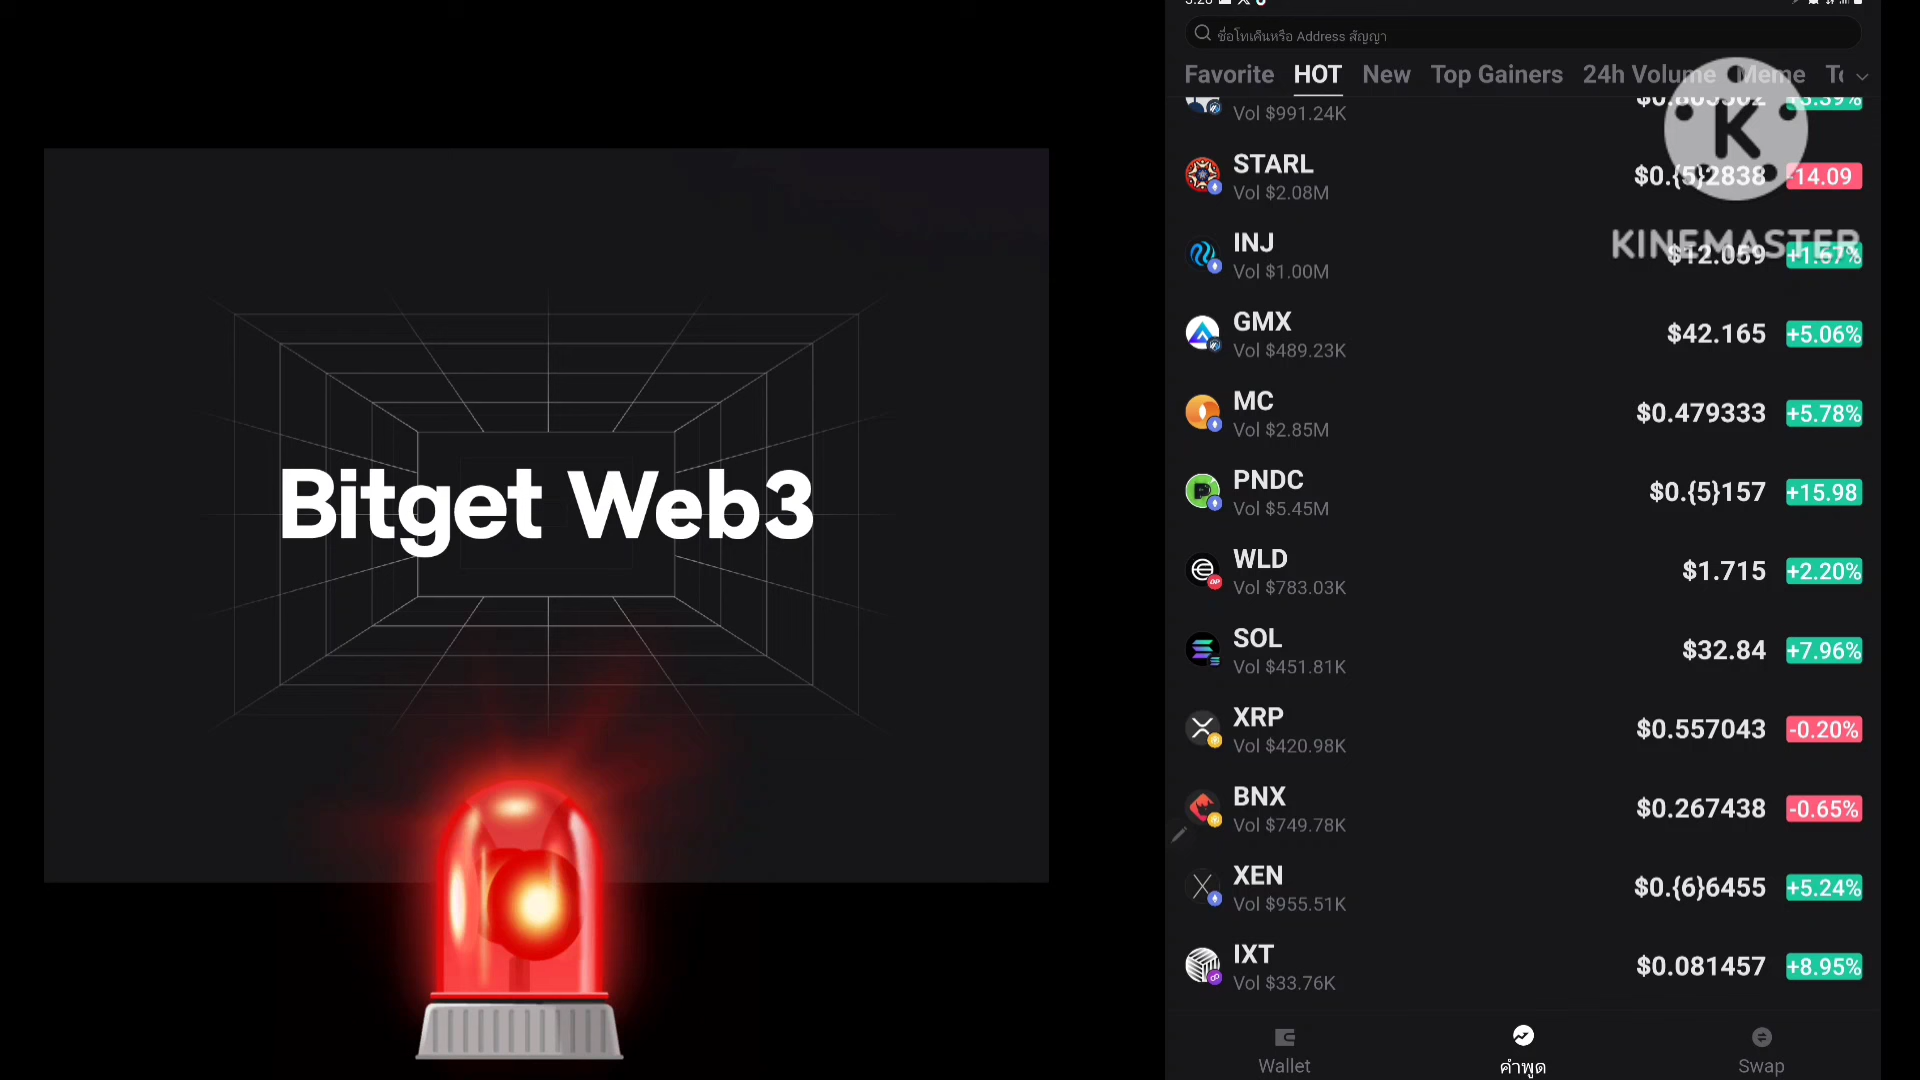 Bitget Web3
ชื่อโทเค็นหรือ Address สัญญา
Favorite HOT New Top Gainers 24h Volume Meme
Vol $991.24K
STARL
Vol $2.08M
$0.{5}2838 -14.09
INJ
Vol $1.00M
$12.059 +1.67%
GMX
Vol $489.23K
$42.165 +5.06%
MC
Vol $2.85M
$0.479333 +5.78%
PNDC
Vol $5.45M
$0.{5}157 +15.98
WLD
Vol $783.03K
$1.715 +2.20%
SOL
Vol $451.81K
$32.84 +7.96%
XRP
Vol $420.98K
$0.557043 -0.20%
BNX
Vol $749.78K
$0.267438 -0.65%
XEN
Vol $955.51K
$0.{6}6455 +5.24%
IXT
Vol $33.76K
$0.081457 +8.95%
Wallet คำพูด Swap
K
KINEMASTER